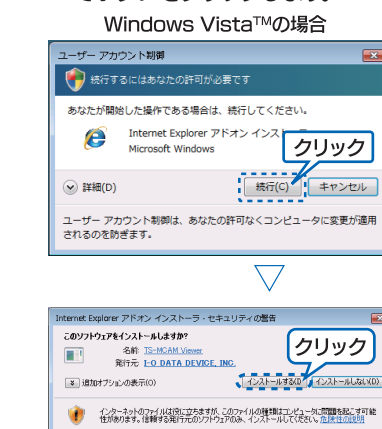 Windows Vista™の場合
ユーザー アカウント制御
続行するにはあなたの許可が必要です
あなたが開始した操作である場合は、続行してください。
Internet Explorer アドオン インス
Microsoft Windows
クリック
詳細(D)
続行(C)
キャンセル
ユーザー アカウント制御は、あなたの許可なくコンピュータに変更が適用
されるのを防ぎます。
Internet Explorer アドオン インストーラ - セキュリティの警告
このソフトウェアをインストールしますか?
名前: TS-MCAM Viewer
クリック
発行元: I-O DATA DEVICE, INC.
追加オプションの表示(O)
インストールする(I)
インストールしない(D)
インターネットのファイルは役に立ちますが、このファイルの種類はコンピュータに問題を起こす可能
性があります。信頼する発行元のソフトウェアのみ、インストールしてください。危険性の説明